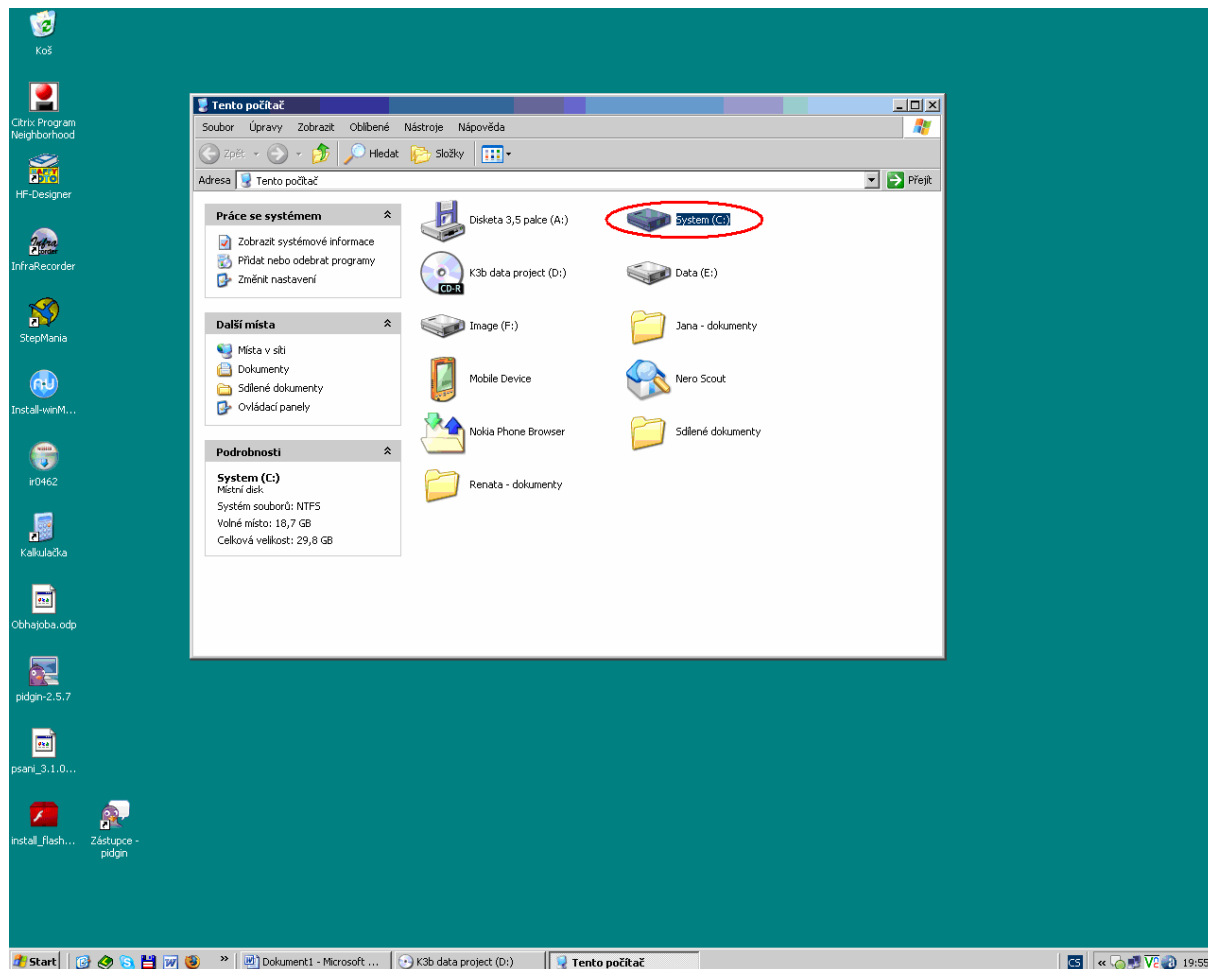 Koš
Citrix Program
Neighborhood
HF-Designer
InfraRecorder
StepMania
Install-winM...
ir0462
Kalkulačka
Obhajoba.odp
pidgin-2.5.7
psani_3.1.0...
install_flash...
Zástupce -
pidgin
Tento počítač
Soubor Úpravy Zobrazit Oblíbené Nástroje Nápověda
Zpět Hledat Složky
Adresa Tento počítač Přejít
Práce se systémem
Zobrazit systémové informace
Přidat nebo odebrat programy
Změnit nastavení
Další místa
Místa v síti
Dokumenty
Sdílené dokumenty
Ovládací panely
Podrobnosti
System (C:)
Místní disk
Systém souborů: NTFS
Volné místo: 18,7 GB
Celková velikost: 29,8 GB
Disketa 3,5 palce (A:)
System (C:)
K3b data project (D:)
CD-R
Data (E:)
Image (F:)
Jana - dokumenty
Mobile Device
Nero Scout
Nokia Phone Browser
Sdílené dokumenty
Renata - dokumenty
Start » Dokument1 - Microsoft ... K3b data project (D:) Tento počítač CS « 19:55